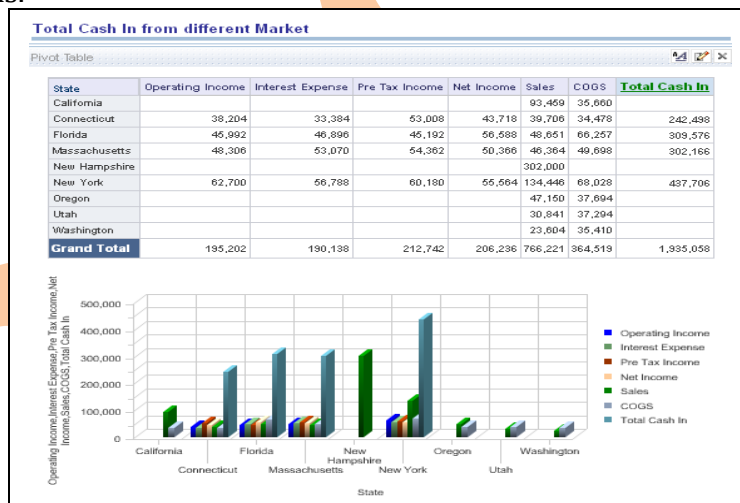 Total Cash In from different Market
Pivot Table
State Operating Income Interest Expense Pre Tax Income Net Income Sales COGS Total Cash In
California 93,459 35,660
Connecticut 38,204 33,384 53,008 43,718 39,706 34,478 242,498
Florida 45,992 46,896 45,192 56,588 48,651 66,257 309,576
Massachusetts 48,306 53,070 54,362 50,366 46,364 49,698 302,166
New Hampshire 302,000
New York 62,700 56,788 60,180 55,564 134,446 68,028 437,706
Oregon 47,150 37,694
Utah 30,841 37,294
Washington 23,604 35,410
Grand Total 195,202 190,138 212,742 206,236 766,221 364,519 1,935,058
Operating Income,Interest Expense,Pre Tax Income,Net
Income,Sales,COGS,Total Cash In
500,000
400,000
300,000
200,000
100,000
0
California Florida New Hampshire Oregon Washington
Connecticut Massachusetts New York Utah
State
Operating Income
Interest Expense
Pre Tax Income
Net Income
Sales
COGS
Total Cash In